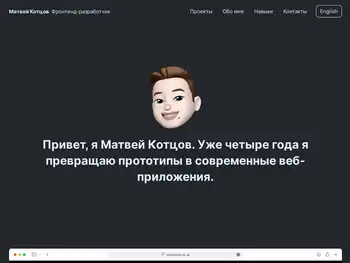 Матвей Котцов Фронтенд-разработчик Проекты Обо мне Навыки Контакты English
Привет, я Матвей Котцов. Уже четыре года я
превращаю прототипы в современные веб-
приложения.